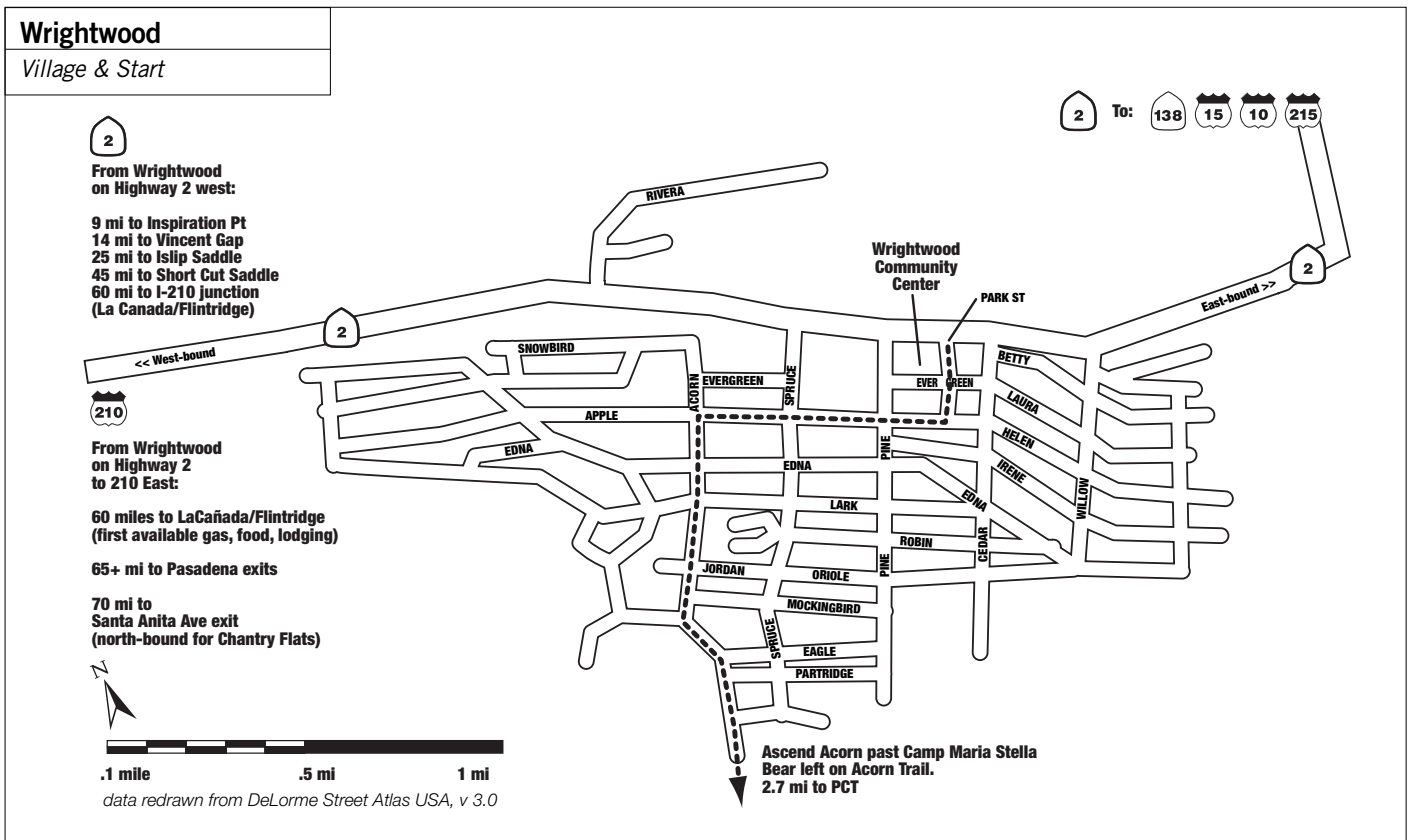 Wrightwood
Village & Start
2 To: 138 15 10 215
2
From Wrightwood
on Highway 2 west:
9 mi to Inspiration Pt
14 mi to Vincent Gap
25 mi to Islip Saddle
45 mi to Short Cut Saddle
60 mi to I-210 junction
(La Canada/Flintridge)
RIVERA
Wrightwood
Community
Center
PARK ST
2
East-bound >>
2
<< West-bound
SNOWBIRD
BETTY
EVERGREEN
ACORN
SPRUCE
EVER GREEN
LAURA
APPLE
HELEN
PINE
EDNA
EDNA
IRENE
EDNA
WILLOW
LARK
ROBIN
CEDAR
JORDAN
ORIOLE
PINE
MOCKINGBIRD
SPRUCE
EAGLE
PARTRIDGE
210
From Wrightwood
on Highway 2
to 210 East:
60 miles to LaCañada/Flintridge
(first available gas, food, lodging)
65+ mi to Pasadena exits
70 mi to
Santa Anita Ave exit
(north-bound for Chantry Flats)
N
.1 mile .5 mi 1 mi
data redrawn from DeLorme Street Atlas USA, v 3.0
Ascend Acorn past Camp Maria Stella
Bear left on Acorn Trail.
2.7 mi to PCT